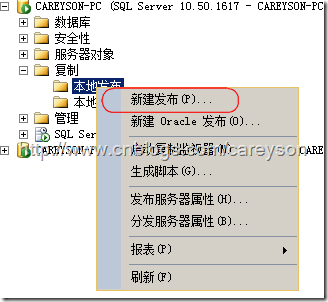 CAREYSON-PC (SQL Server 10.50.1617 - CAREYSON-PC
数据库
安全性
服务器对象
复制
本地发布
本地
新建发布(P)...
新建 Oracle 发布(O)...
管理
启动复制监视器(M)...
SQL Ser
http://www.cnblogs.com/careyson
CAREYSON-P
CARE
生成脚本(G)...
发布服务器属性(R)...
分发服务器属性(D)...
报表(P)
刷新(F)